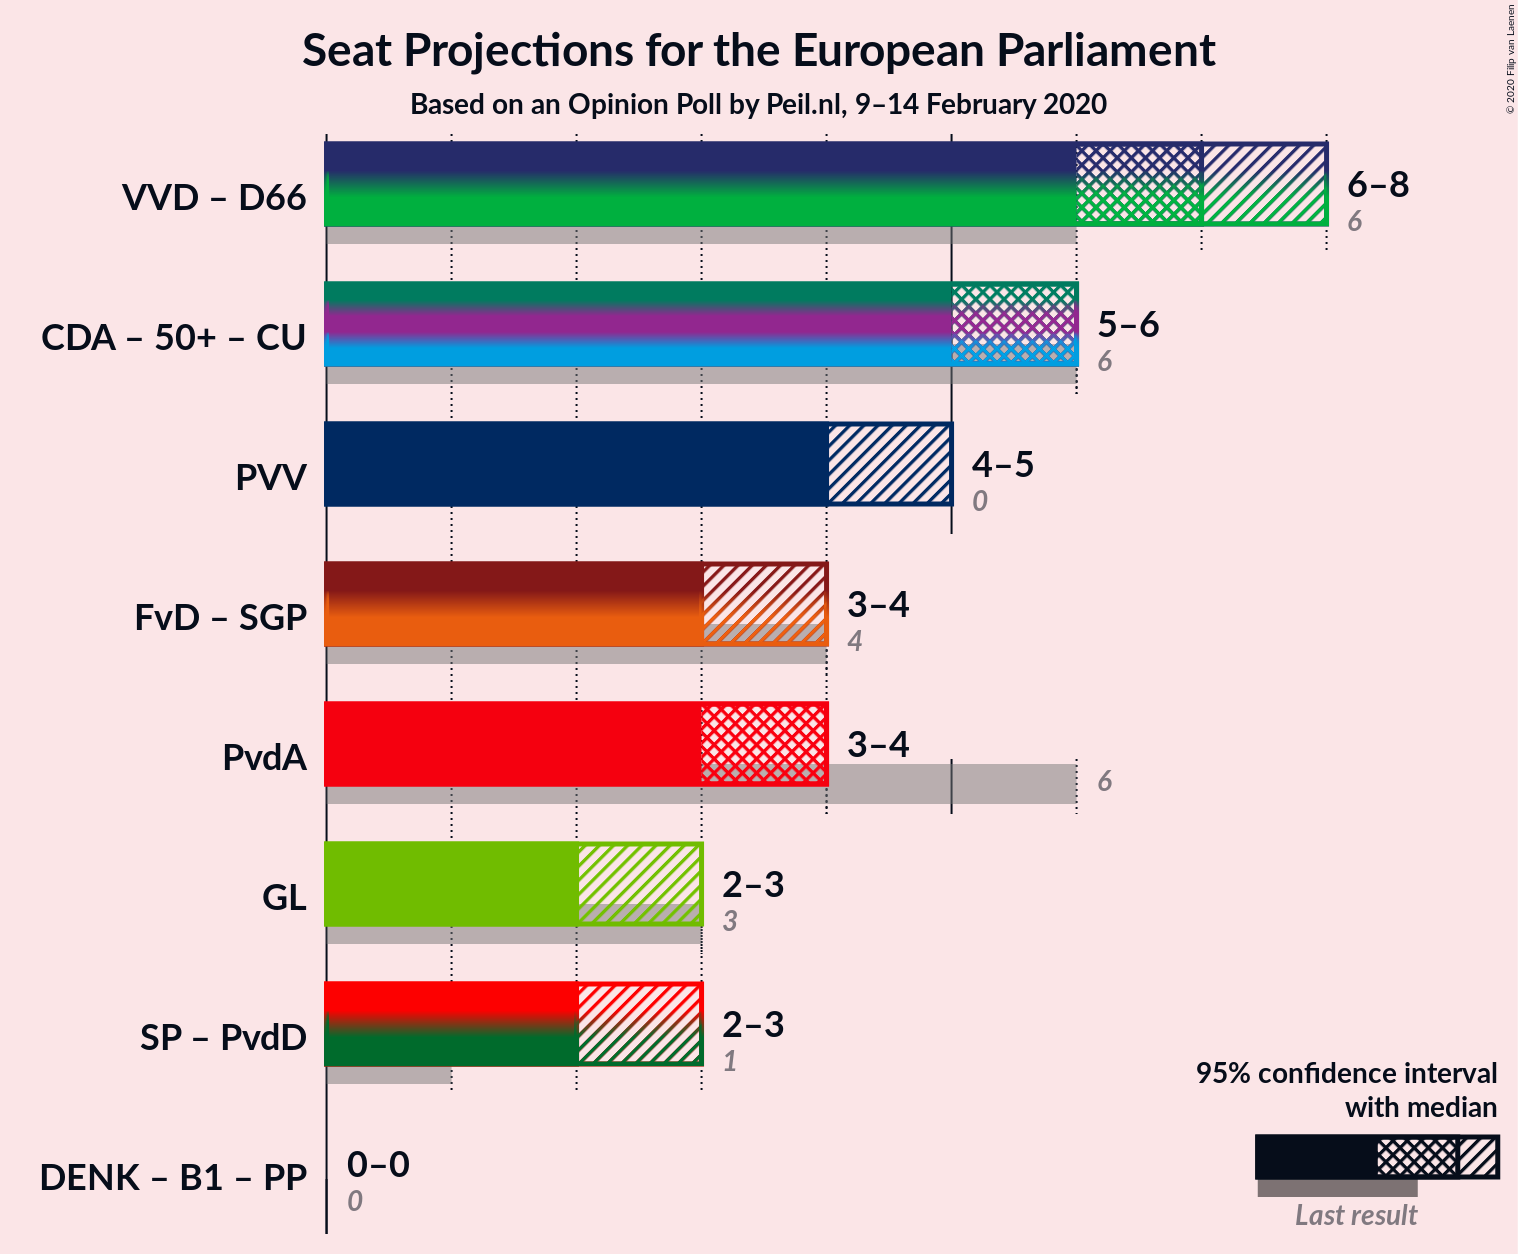 Seat Projections for the European Parliament
Based on an Opinion Poll by Peil.nl, 9–14 February 2020
© 2020 Filip van Laenen
VVD – D66
6–8
6
CDA – 50+ – CU
5–6
6
PVV
4–5
0
FvD – SGP
3–4
4
PvdA
3–4
6
GL
2–3
3
SP – PvdD
2–3
1
DENK – B1 – PP
0–0
0
95% confidence interval
with median
Last result